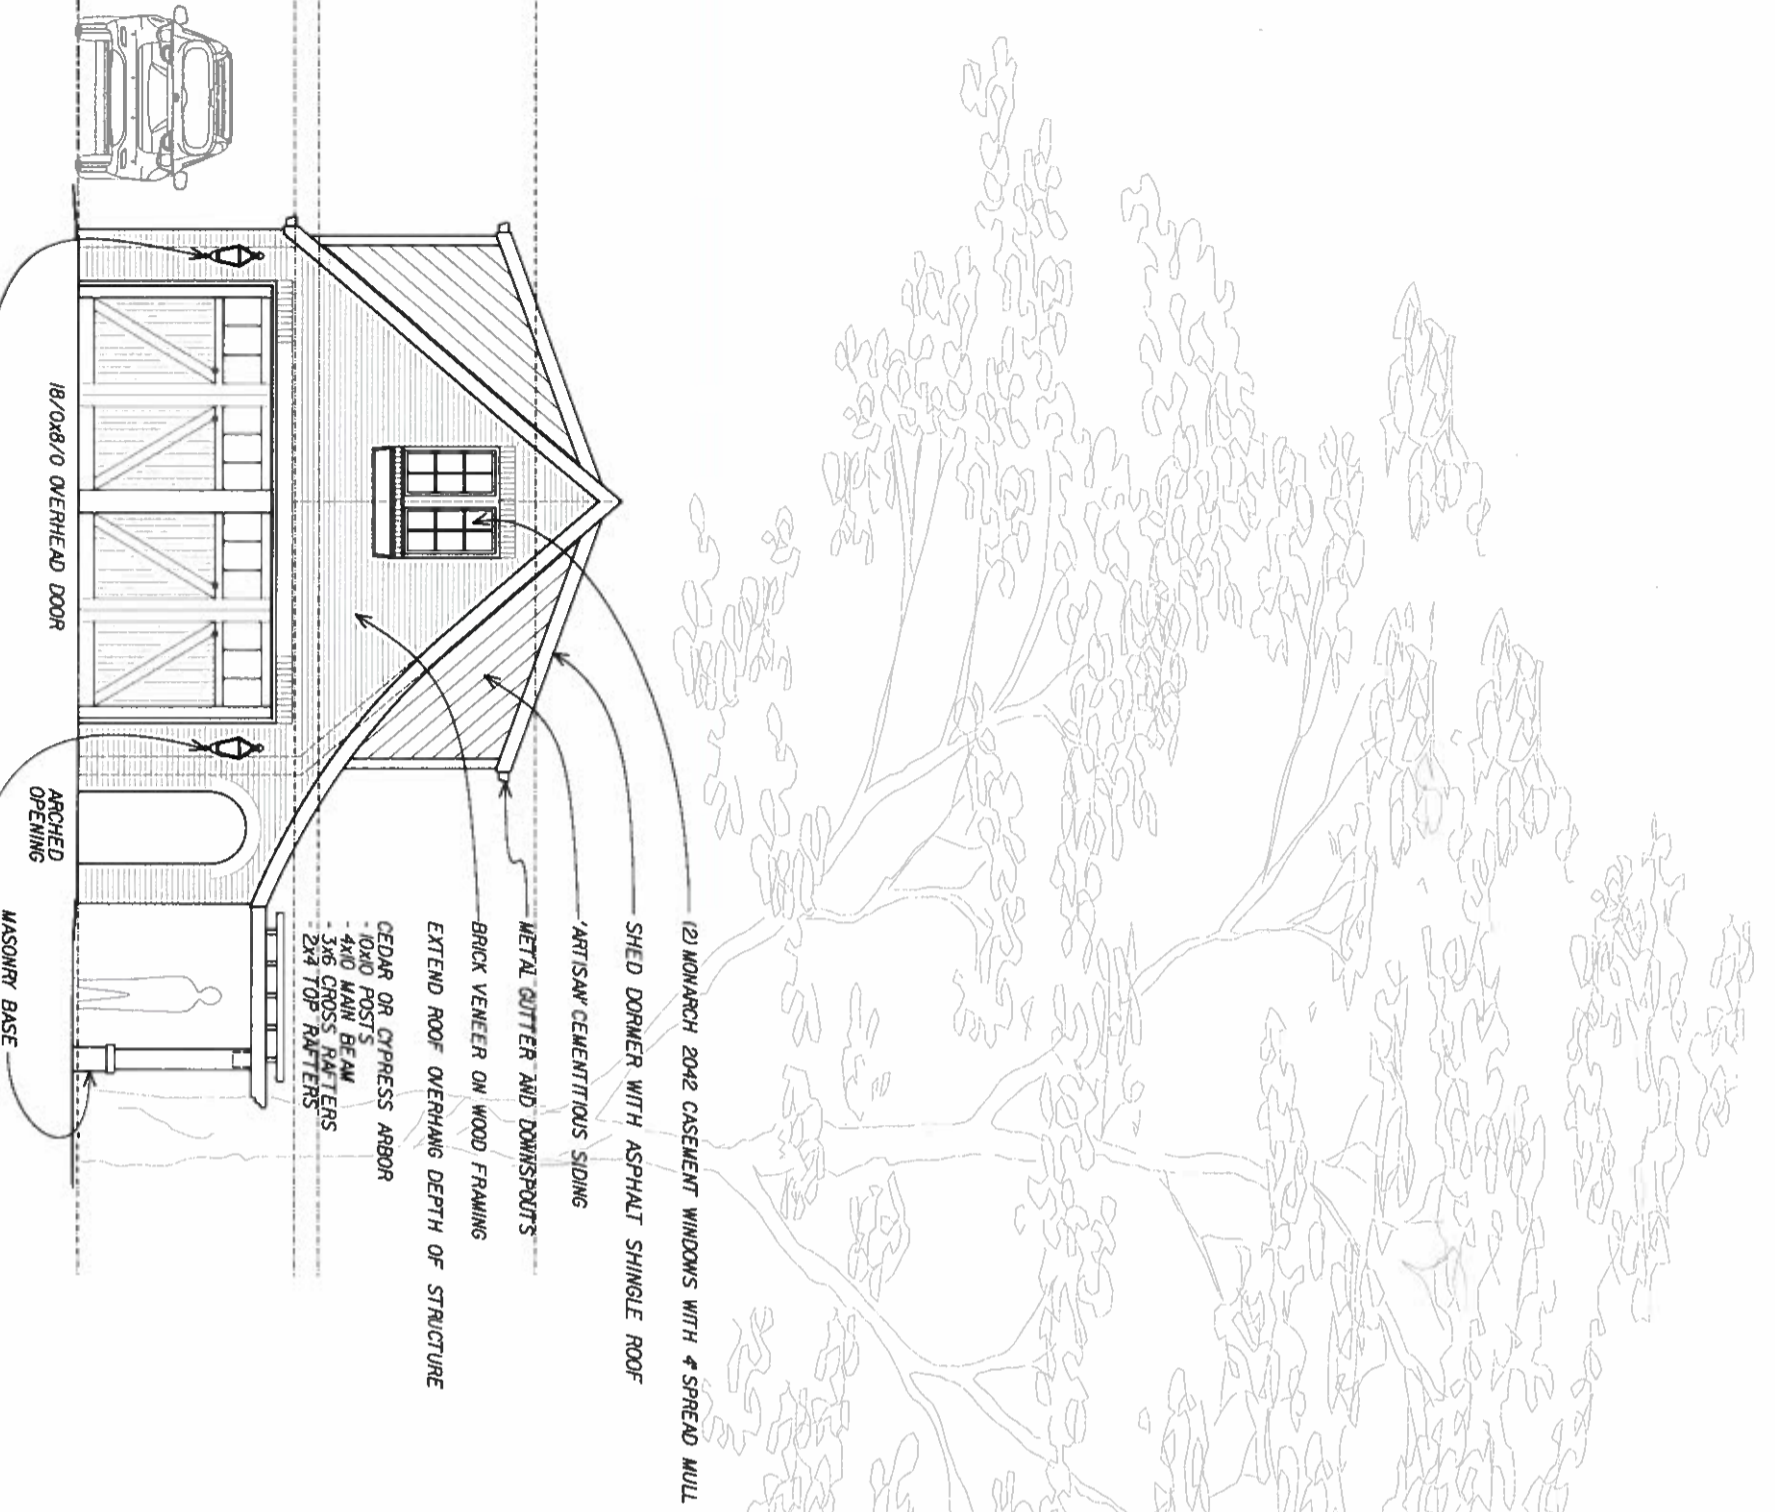 (2) MONARCH 2042 CASEMENT WINDOWS WITH 4" SPREAD MULL
SHED DORMER WITH ASPHALT SHINGLE ROOF
'ARTISAN' CEMENTITIOUS SIDING
METAL GUTTER AND DOWNSPOUTS
BRICK VENEER ON WOOD FRAMING
EXTEND ROOF OVERHANG DEPTH OF STRUCTURE
CEDAR OR CYPRESS ARBOR
- 10x10 POSTS
- 4x10 MAIN BEAM
- 3x6 CROSS RAFTERS
- 2x4 TOP RAFTERS
18/0x8/0 OVERHEAD DOOR
ARCHED
OPENING
MASONRY BASE